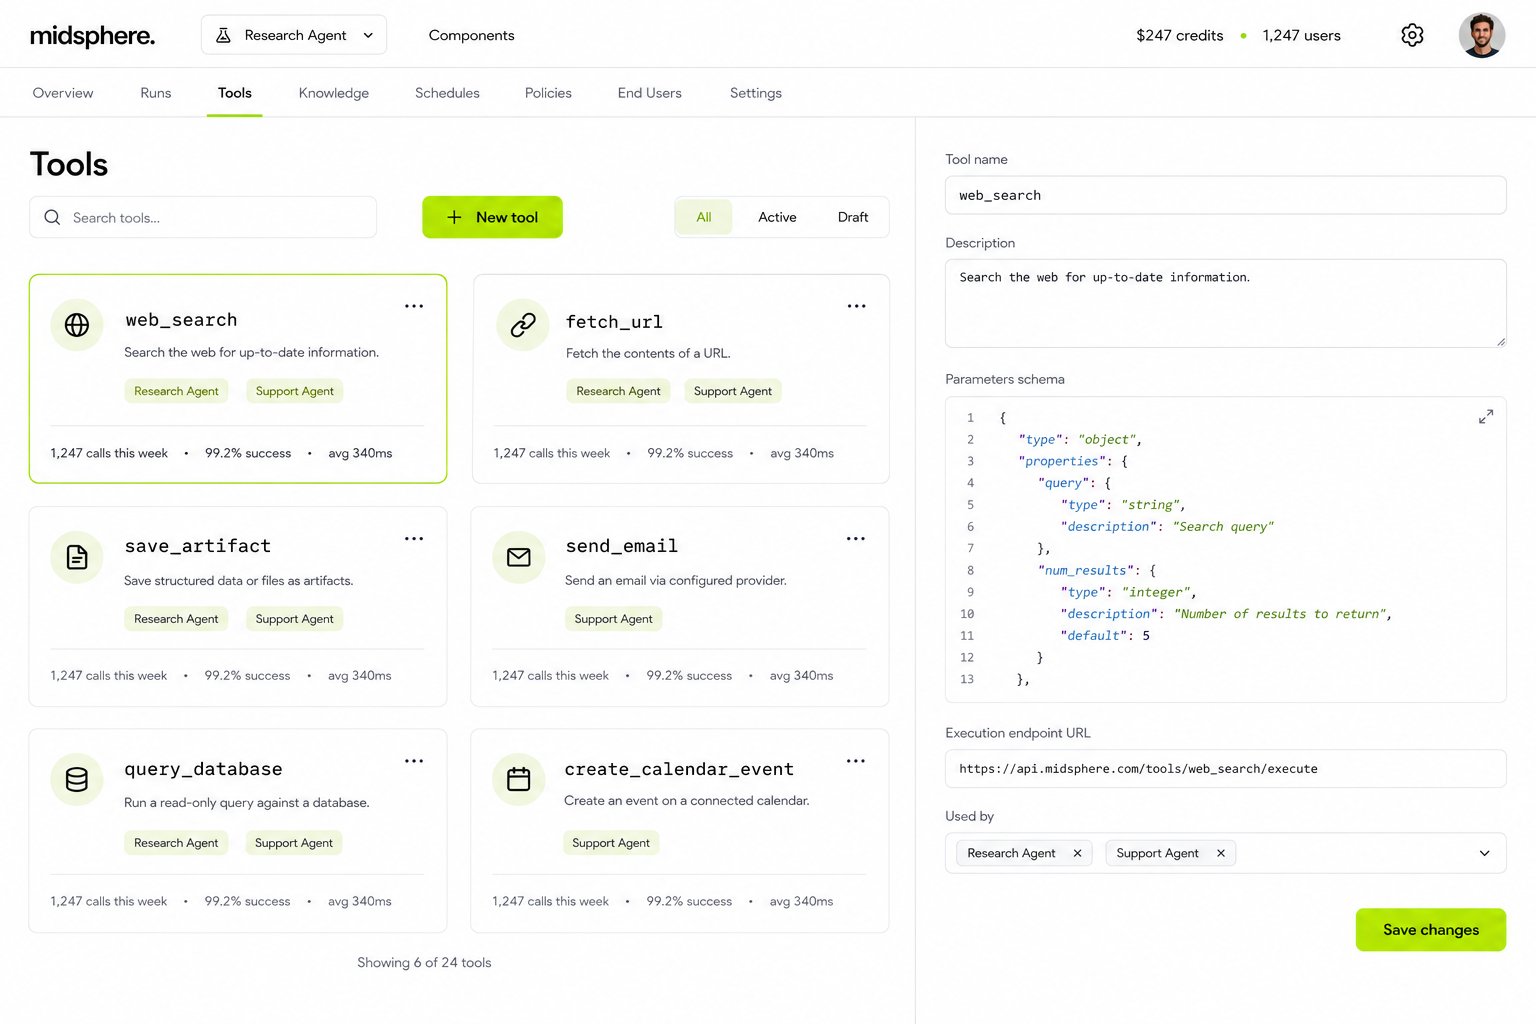 midsphere.
Research Agent
Components
$247 credits • 1,247 users
Overview Runs Tools Knowledge Schedules Policies End Users Settings
Tools
Search tools...
+ New tool
All Active Draft
web_search
Search the web for up-to-date information.
Research Agent Support Agent
1,247 calls this week • 99.2% success • avg 340ms
fetch_url
Fetch the contents of a URL.
Research Agent Support Agent
1,247 calls this week • 99.2% success • avg 340ms
save_artifact
Save structured data or files as artifacts.
Research Agent Support Agent
1,247 calls this week • 99.2% success • avg 340ms
send_email
Send an email via configured provider.
Support Agent
1,247 calls this week • 99.2% success • avg 340ms
query_database
Run a read-only query against a database.
Research Agent Support Agent
1,247 calls this week • 99.2% success • avg 340ms
create_calendar_event
Create an event on a connected calendar.
Support Agent
1,247 calls this week • 99.2% success • avg 340ms
Showing 6 of 24 tools
Tool name
web_search
Description
Search the web for up-to-date information.
Parameters schema
1 {
2 "type": "object",
3 "properties": {
4 "query": {
5 "type": "string",
6 "description": "Search query"
7 },
8 "num_results": {
9 "type": "integer",
10 "description": "Number of results to return",
11 "default": 5
12 }
13 },
Execution endpoint URL
https://api.midsphere.com/tools/web_search/execute
Used by
Research Agent × Support Agent ×
Save changes